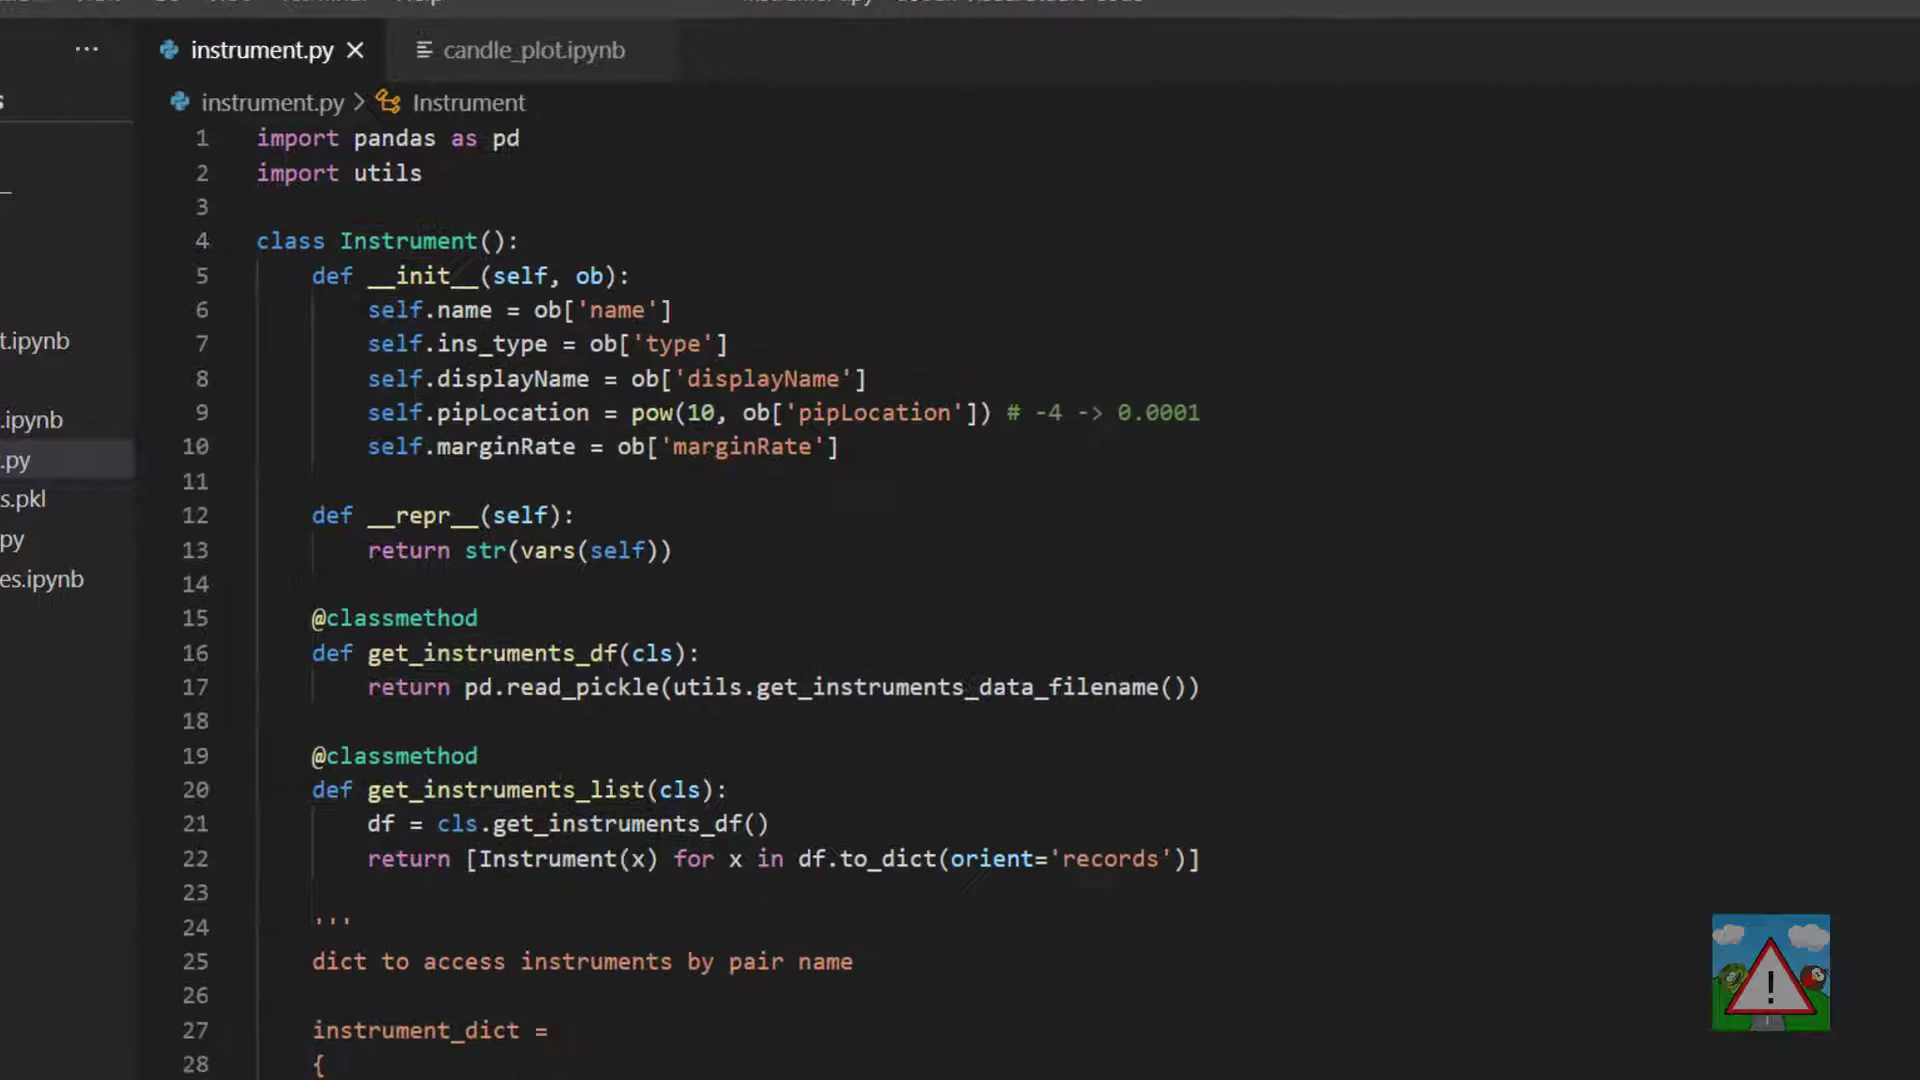 instrument.py
candle_plot.ipynb
instrument.py > Instrument
1 import pandas as pd
2 import utils
3
4 class Instrument():
5 def __init__(self, ob):
6 self.name = ob['name']
7 self.ins_type = ob['type']
8 self.displayName = ob['displayName']
9 self.pipLocation = pow(10, ob['pipLocation']) # -4 -> 0.0001
10 self.marginRate = ob['marginRate']
11
12 def __repr__(self):
13 return str(vars(self))
14
15 @classmethod
16 def get_instruments_df(cls):
17 return pd.read_pickle(utils.get_instruments_data_filename())
18
19 @classmethod
20 def get_instruments_list(cls):
21 df = cls.get_instruments_df()
22 return [Instrument(x) for x in df.to_dict(orient='records')]
23
24 '''
25 dict to access instruments by pair name
26
27 instrument_dict =
28 {
t.ipynb
.ipynb
.py
s.pkl
py
es.ipynb
!